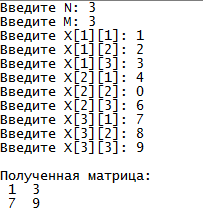 Введите N: 3
Введите M: 3
Введите X[1][1]: 1
Введите X[1][2]: 2
Введите X[1][3]: 3
Введите X[2][1]: 4
Введите X[2][2]: 0
Введите X[2][3]: 6
Введите X[3][1]: 7
Введите X[3][2]: 8
Введите X[3][3]: 9
Полученная матрица:
1 3
7 9